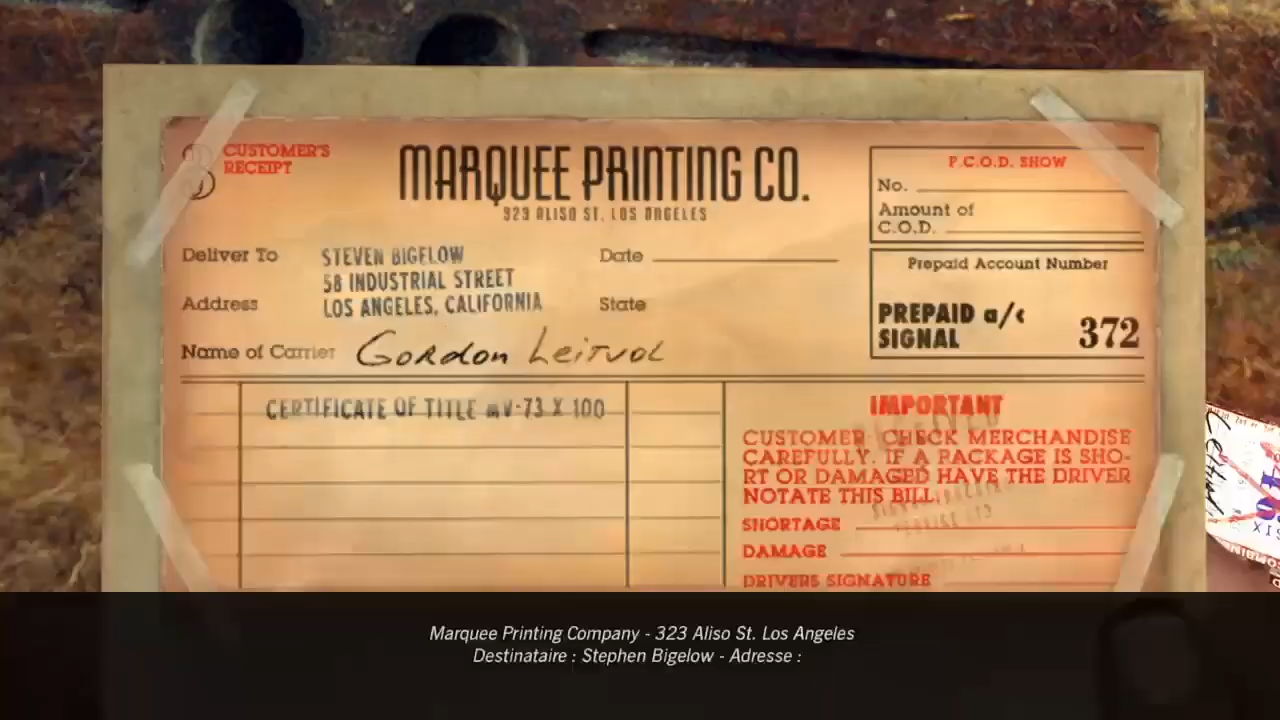 CUSTOMER'S
RECEIPT
MARQUEE PRINTING CO.
323 ALISO ST, LOS ANGELES
P.C.O.D. SHOW
No.
Amount of
C.O.D.
Deliver To STEVEN BIGELOW
58 INDUSTRIAL STREET
Address LOS ANGELES, CALIFORNIA
Date
State
Prepaid Account Number
PREPAID a/c
SIGNAL 372
Name of Carrier Gordon Leitvol
CERTIFICATE OF TITLE MV-73 X 100
IMPORTANT
CUSTOMER CHECK MERCHANDISE
CAREFULLY. IF A PACKAGE IS SHO-
RT OR DAMAGED HAVE THE DRIVER
NOTATE THIS BILL.
SHORTAGE
DAMAGE
DRIVERS SIGNATURE
Marquee Printing Company - 323 Aliso St. Los Angeles
Destinataire : Stephen Bigelow - Adresse :